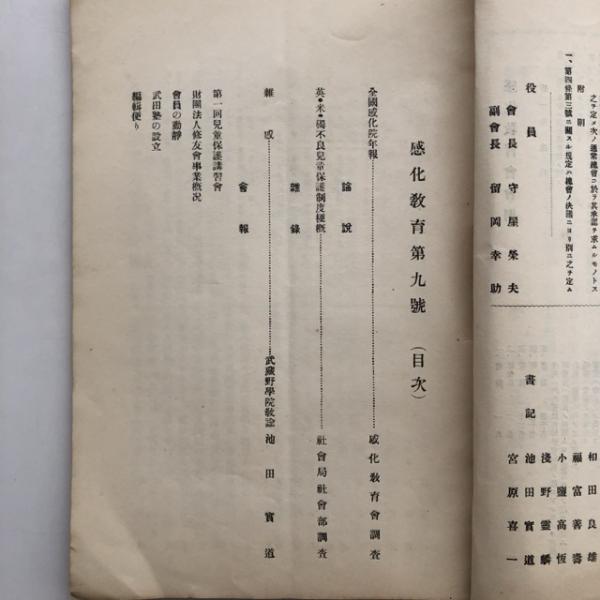 之ヲ定メ次ノ通常總會ニ於テ其承認ヲ求ムルモノトス
附則
一、第四條第三號ニ關スル規定ハ總會ノ決議ニヨリ別ニ之ヲ定ム
役員
會長 守屋榮夫
副會長 留岡幸助
書記
和田良雄
福富善壽
小鹽高恆
淺野靈麟
池田實道
宮原喜一
感化敎育第九號(目次)
全國感化院年報……感化敎育會調査
論說
英・米・獨不良兒童保護制度梗概……社會局社會部調査
雜錄
雜感……武藏野學院敎諭 池田實道
會報
第一回兒童保護講習會
財團法人修友會事業概況
會員の動靜
武田塾の設立
編輯便り